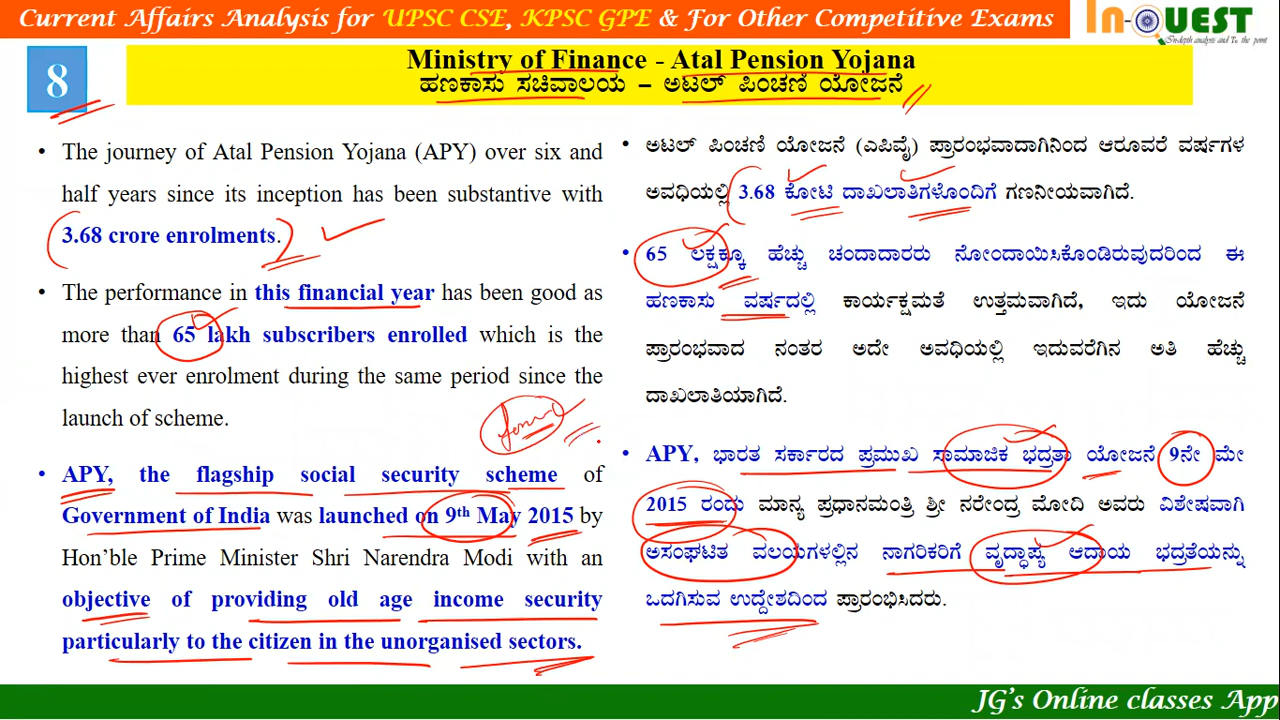 Current Affairs Analysis for UPSC CSE, KPSC GPE & For Other Competitive Exams
In-QUEST
In-depth analysis and To the point
8
Ministry of Finance - Atal Pension Yojana
ಹಣಕಾಸು ಸಚಿವಾಲಯ – ಅಟಲ್ ಪಿಂಚಣಿ ಯೋಜನೆ
• The journey of Atal Pension Yojana (APY) over six and
half years since its inception has been substantive with
3.68 crore enrolments.
• The performance in this financial year has been good as
more than 65 lakh subscribers enrolled which is the
highest ever enrolment during the same period since the
launch of scheme.
• APY, the flagship social security scheme of
Government of India was launched on 9th May 2015 by
Hon'ble Prime Minister Shri Narendra Modi with an
objective of providing old age income security
particularly to the citizen in the unorganised sectors.
• ಅಟಲ್ ಪಿಂಚಣಿ ಯೋಜನೆ (ಎಪಿವೈ) ಪ್ರಾರಂಭವಾದಾಗಿನಿಂದ ಆರೂವರೆ ವರ್ಷಗಳ
ಅವಧಿಯಲ್ಲಿ 3.68 ಕೋಟಿ ದಾಖಲಾತಿಗಳೊಂದಿಗೆ ಗಣನೀಯವಾಗಿದೆ.
• 65 ಲಕ್ಷಕ್ಕೂ ಹೆಚ್ಚು ಚಂದಾದಾರರು ನೋಂದಾಯಿಸಿಕೊಂಡಿರುವುದರಿಂದ ಈ
ಹಣಕಾಸು ವರ್ಷದಲ್ಲಿ ಕಾರ್ಯಕ್ಷಮತೆ ಉತ್ತಮವಾಗಿದೆ, ಇದು ಯೋಜನೆ
ಪ್ರಾರಂಭವಾದ ನಂತರ ಅದೇ ಅವಧಿಯಲ್ಲಿ ಇದುವರೆಗಿನ ಅತಿ ಹೆಚ್ಚು
ದಾಖಲಾತಿಯಾಗಿದೆ.
• APY, ಭಾರತ ಸರ್ಕಾರದ ಪ್ರಮುಖ ಸಾಮಾಜಿಕ ಭದ್ರತಾ ಯೋಜನೆ 9ನೇ ಮೇ
2015 ರಂದು ಮಾನ್ಯ ಪ್ರಧಾನಮಂತ್ರಿ ಶ್ರೀ ನರೇಂದ್ರ ಮೋದಿ ಅವರು ವಿಶೇಷವಾಗಿ
ಅಸಂಘಟಿತ ವಲಯಗಳಲ್ಲಿನ ನಾಗರಿಕರಿಗೆ ವೃದ್ಧಾಪ್ಯ ಆದಾಯ ಭದ್ರತೆಯನ್ನು
ಒದಗಿಸುವ ಉದ್ದೇಶದಿಂದ ಪ್ರಾರಂಭಿಸಿದರು.
JG's Online classes App